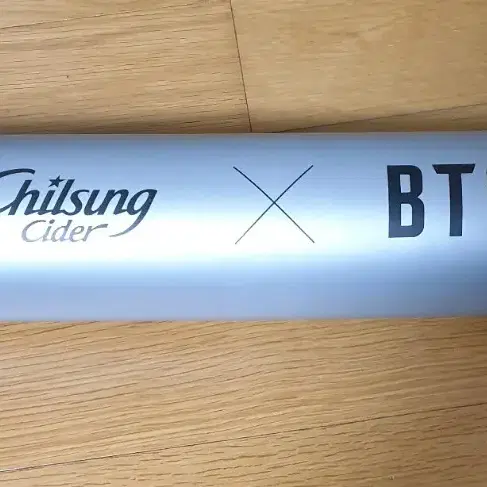 Chilsung
Cider
X
BT